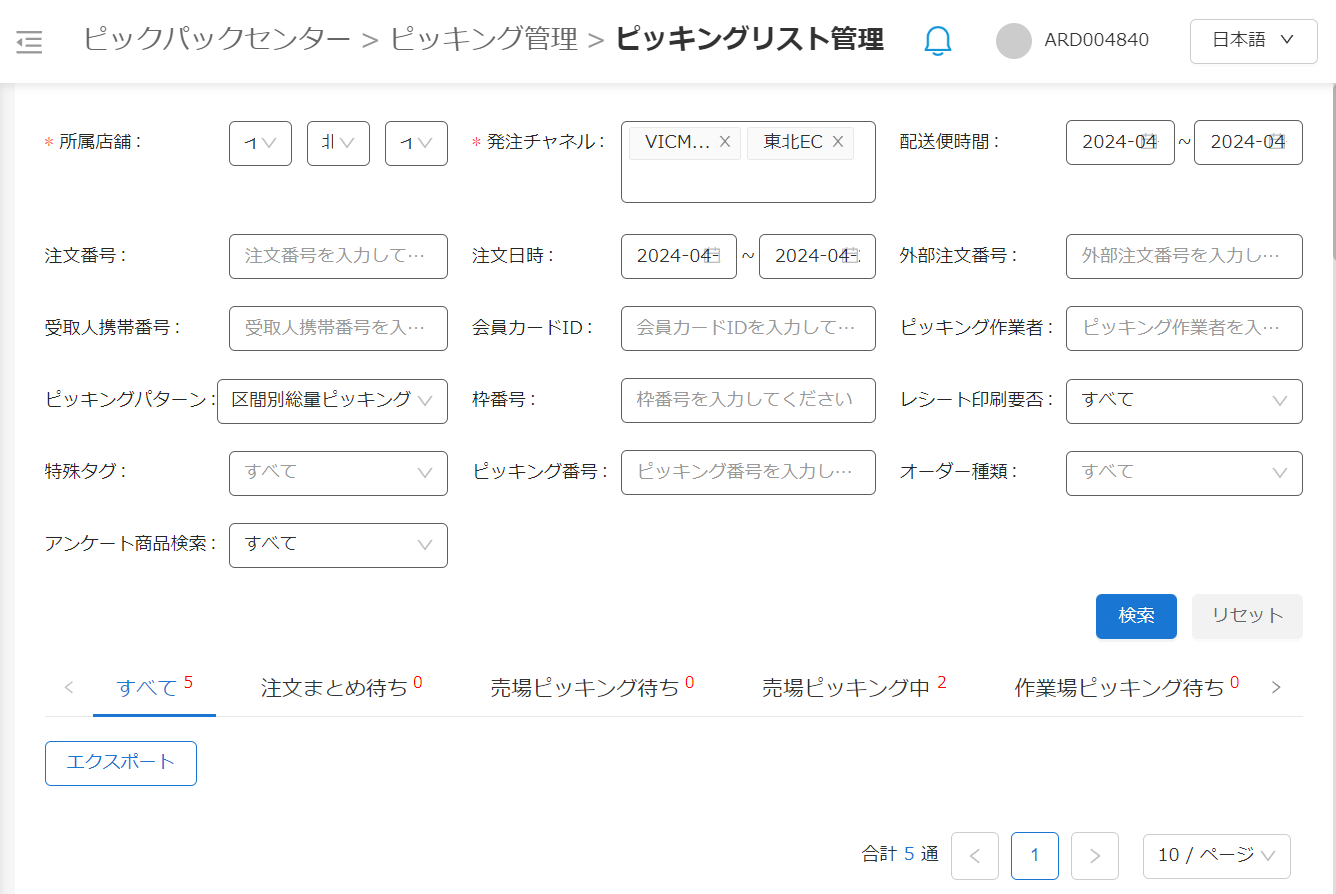 ピックパックセンター > ピッキング管理 > ピッキングリスト管理 ARD004840 日本語
* 所属店舗 : * 発注チャネル : VICM... × 東北EC × 配送便時間 : 2024-04 ~ 2024-04
注文番号 : 注文番号を入力して… 注文日時 : 2024-04- ~ 2024-04- 外部注文番号 : 外部注文番号を入力し…
受取人携帯番号 : 受取人携帯番号を入… 会員カードID : 会員カードIDを入力して… ピッキング作業者 : ピッキング作業者を入…
ピッキングパターン : 区間別総量ピッキング 枠番号 : 枠番号を入力してください レシート印刷要否 : すべて
特殊タグ : すべて ピッキング番号 : ピッキング番号を入力し… オーダー種類 : すべて
アンケート商品検索 : すべて
検索 リセット
< すべて 5 注文まとめ待ち 0 売場ピッキング待ち 0 売場ピッキング中 2 作業場ピッキング待ち 0 >
エクスポート
合計 5 通 < 1 > 10 / ページ